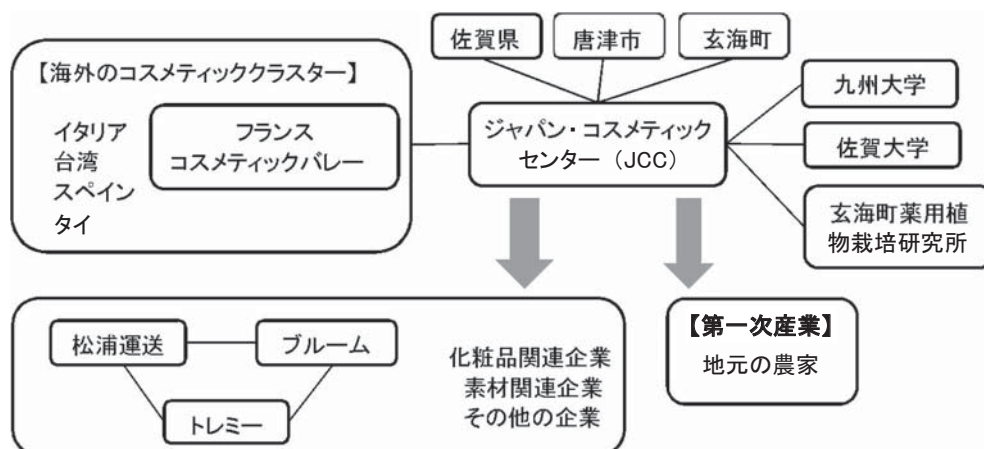 佐賀県
唐津市
玄海町
【海外のコスメティッククラスター】
イタリア
台湾
スペイン
タイ
フランス
コスメティックバレー
ジャパン・コスメティック
センター（JCC）
九州大学
佐賀大学
玄海町薬用植
物栽培研究所
松浦運送
ブルーム
トレミー
化粧品関連企業
素材関連企業
その他の企業
【第一次産業】
地元の農家